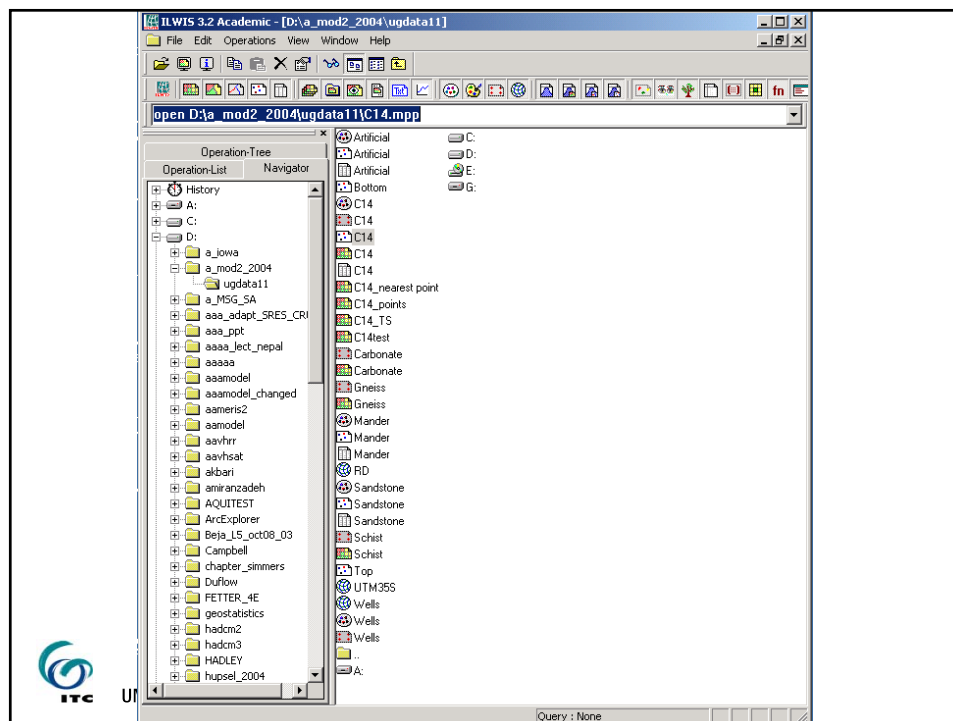 ILWIS 3.2 Academic - [D:\a_mod2_2004\ugdata11]
File Edit Operations View Window Help
open D:\a_mod2_2004\ugdata11\C14.mpp
Operation-Tree
Operation-List Navigator
History
A:
C:
D:
a_iowa
a_mod2_2004
ugdata11
a_MSG_SA
aaa_adapt_SRES_CRU
aaa_ppt
aaaa_lect_nepal
aaaaa
aaamodel
aaamodel_changed
aameris2
aamodel
aavhrr
aavhsat
akbari
amiranzadeh
AQUITEST
ArcExplorer
Beja_L5_oct08_03
Campbell
chapter_simmers
Duflow
FETTER_4E
geostatistics
hadcm2
hadcm3
HADLEY
hupsel_2004
Artificial
Artificial
Artificial
Bottom
C14
C14
C14
C14
C14
C14_nearest point
C14_points
C14_TS
C14test
Carbonate
Carbonate
Gneiss
Gneiss
Mander
Mander
Mander
RD
Sandstone
Sandstone
Sandstone
Schist
Schist
Top
UTM35S
Wells
Wells
Wells
..
A:
C:
D:
E:
G:
Query : None
ITC